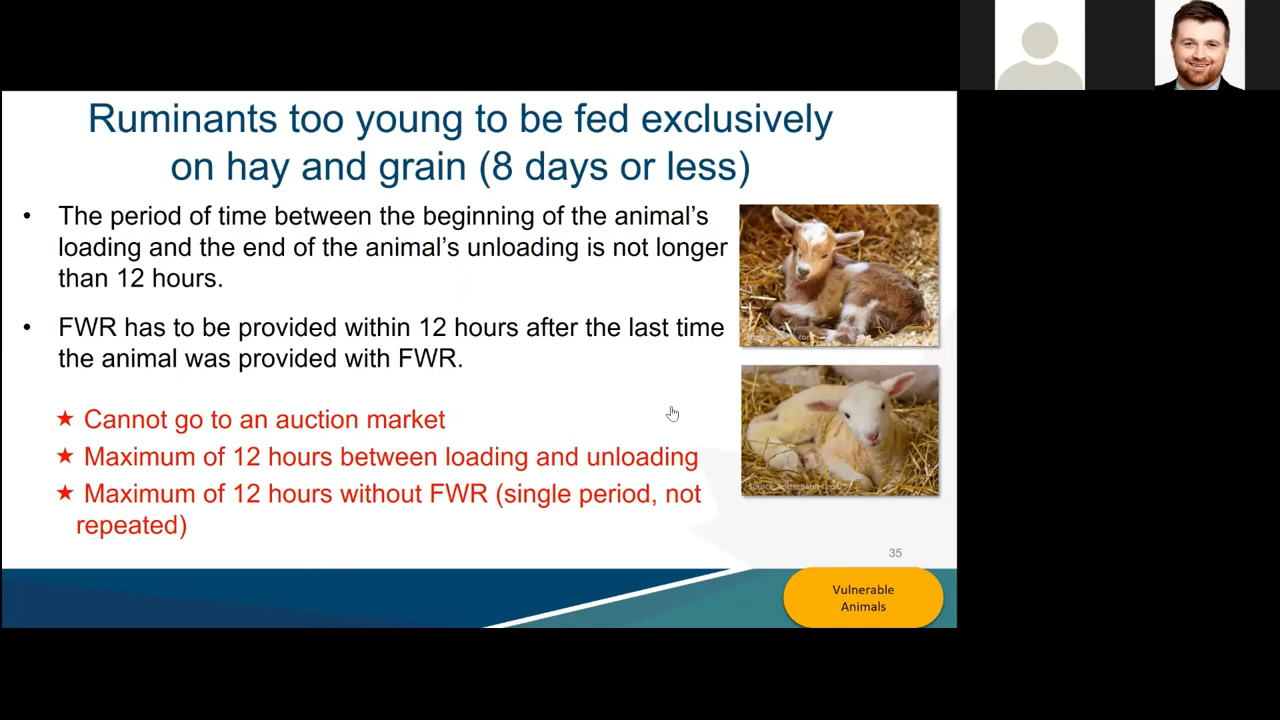 Ruminants too young to be fed exclusively
on hay and grain (8 days or less)
• The period of time between the beginning of the animal’s
loading and the end of the animal’s unloading is not longer
than 12 hours.
• FWR has to be provided within 12 hours after the last time
the animal was provided with FWR.
★ Cannot go to an auction market
★ Maximum of 12 hours between loading and unloading
★ Maximum of 12 hours without FWR (single period, not
repeated)
35
Vulnerable
Animals